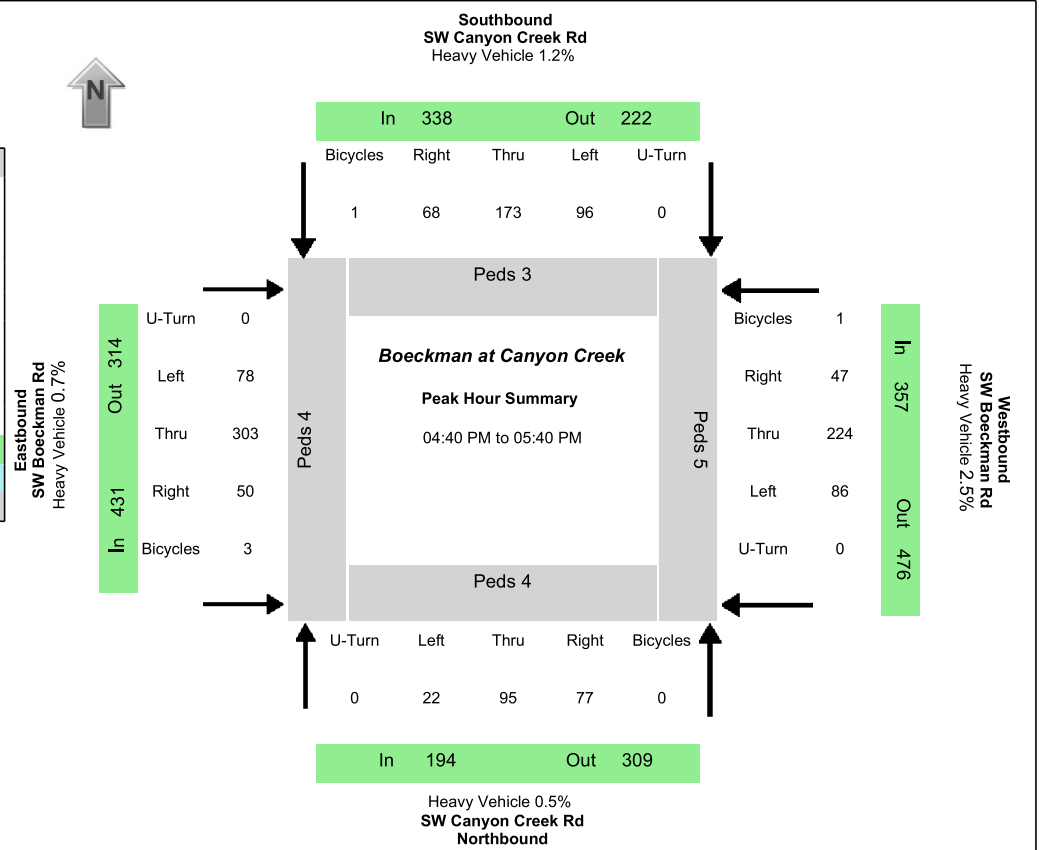 Southbound
SW Canyon Creek Rd
Heavy Vehicle 1.2%
N
In 338 Out 222
Bicycles Right Thru Left U-Turn
1 68 173 96 0
Peds 3
Eastbound
SW Boeckman Rd
Heavy Vehicle 0.7%
In 431 Out 314
U-Turn 0
Left 78
Thru 303
Right 50
Bicycles 3
Peds 4
Boeckman at Canyon Creek
Peak Hour Summary
04:40 PM to 05:40 PM
Peds 5
Bicycles 1
Right 47
Thru 224
Left 86
U-Turn 0
In 357 Out 476
Westbound
SW Boeckman Rd
Heavy Vehicle 2.5%
Peds 4
U-Turn Left Thru Right Bicycles
0 22 95 77 0
In 194 Out 309
Heavy Vehicle 0.5%
SW Canyon Creek Rd
Northbound